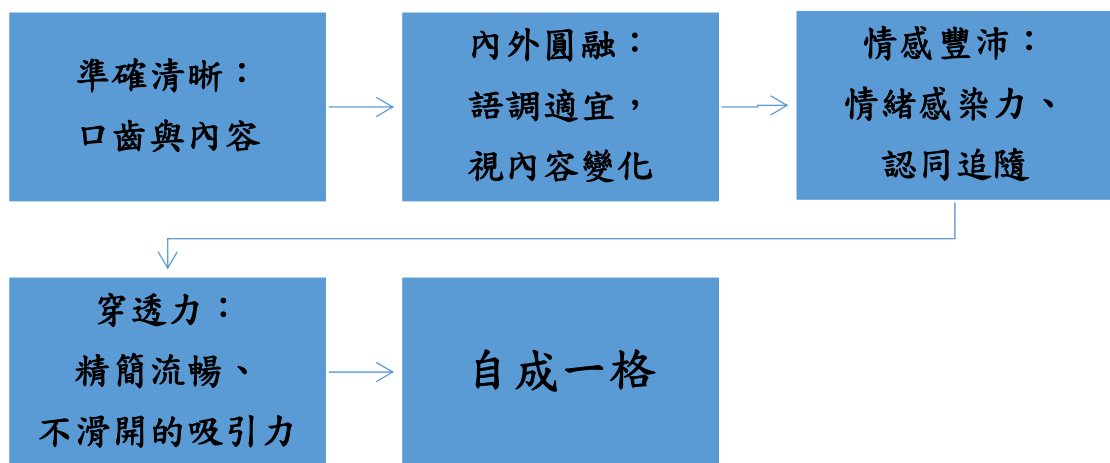 準確清晰：
口齒與內容
內外圓融：
語調適宜，
視內容變化
情感豐沛：
情緒感染力、
認同追隨
穿透力：
精簡流暢、
不滑開的吸引力
自成一格